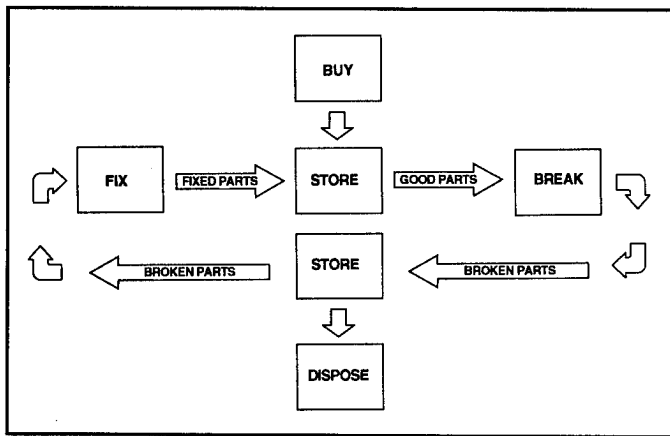 BUY
FIX
FIXED PARTS
STORE
GOOD PARTS
BREAK
BROKEN PARTS
STORE
BROKEN PARTS
DISPOSE